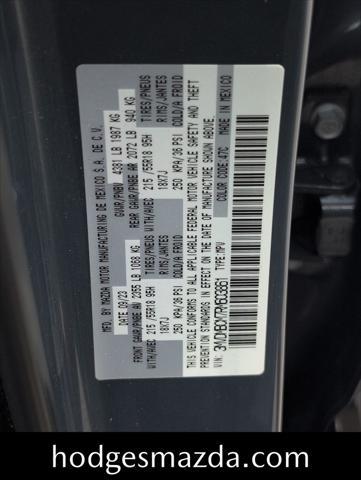 MFD. BY MAZDA MOTOR MANUFACTURING DE MEXICO S.A. DE C.V.
DATE: 09/23 GVWR/PNBV 4381 LB 1987 KG
FRONT GAWR/PNBE AV 2355 LB 1068 KG REAR GAWR/PNBE AR 2072 LB 940 KG
WITH/AVEC 215/55R18 95H TIRES/PNEUS WITH/AVEC 215/55R18 95H TIRES/PNEUS
18X7J RIMS/JANTES 18X7J RIMS/JANTES
250 KPA/36 PSI COLD/A FROID 250 KPA/36 PSI COLD/A FROID
THIS VEHICLE CONFORMS TO ALL APPLICABLE FEDERAL MOTOR VEHICLE SAFETY AND THEFT
PREVENTION STANDARDS IN EFFECT ON THE DATE OF MANUFACTURE SHOWN ABOVE.
VIN: TYPE: MPV COLOR CODE: 47C MADE IN MEXICO
hodgesmazda.com